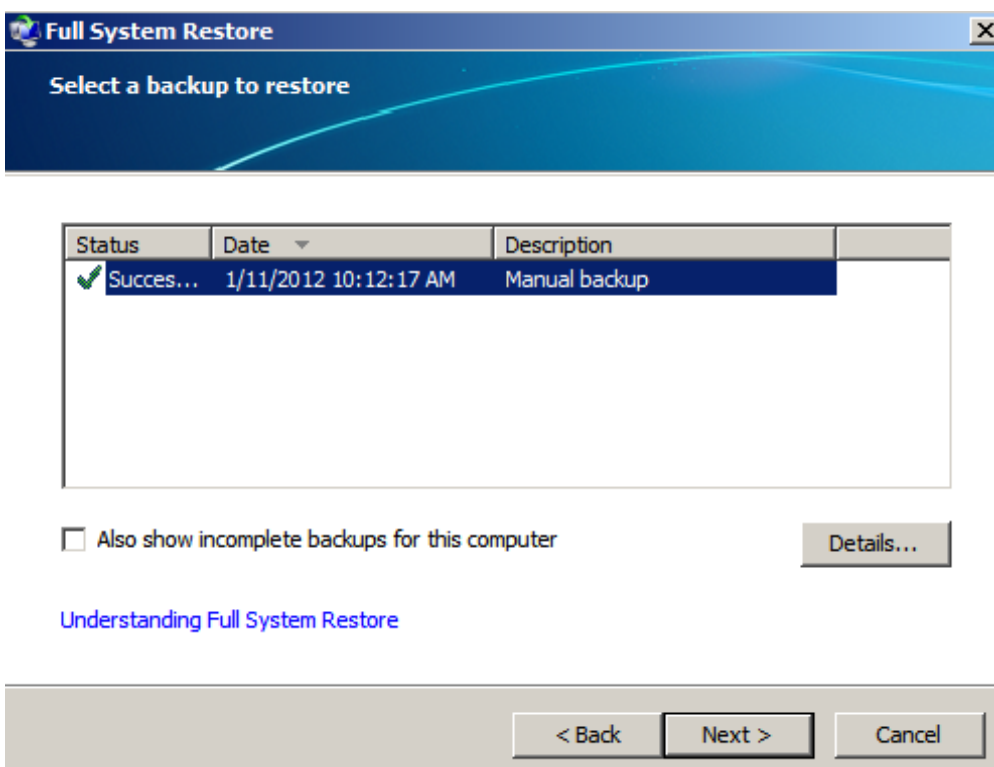 Full System Restore
Select a backup to restore
Status Date Description
Succes... 1/11/2012 10:12:17 AM Manual backup
Also show incomplete backups for this computer
Details...
Understanding Full System Restore
< Back Next > Cancel